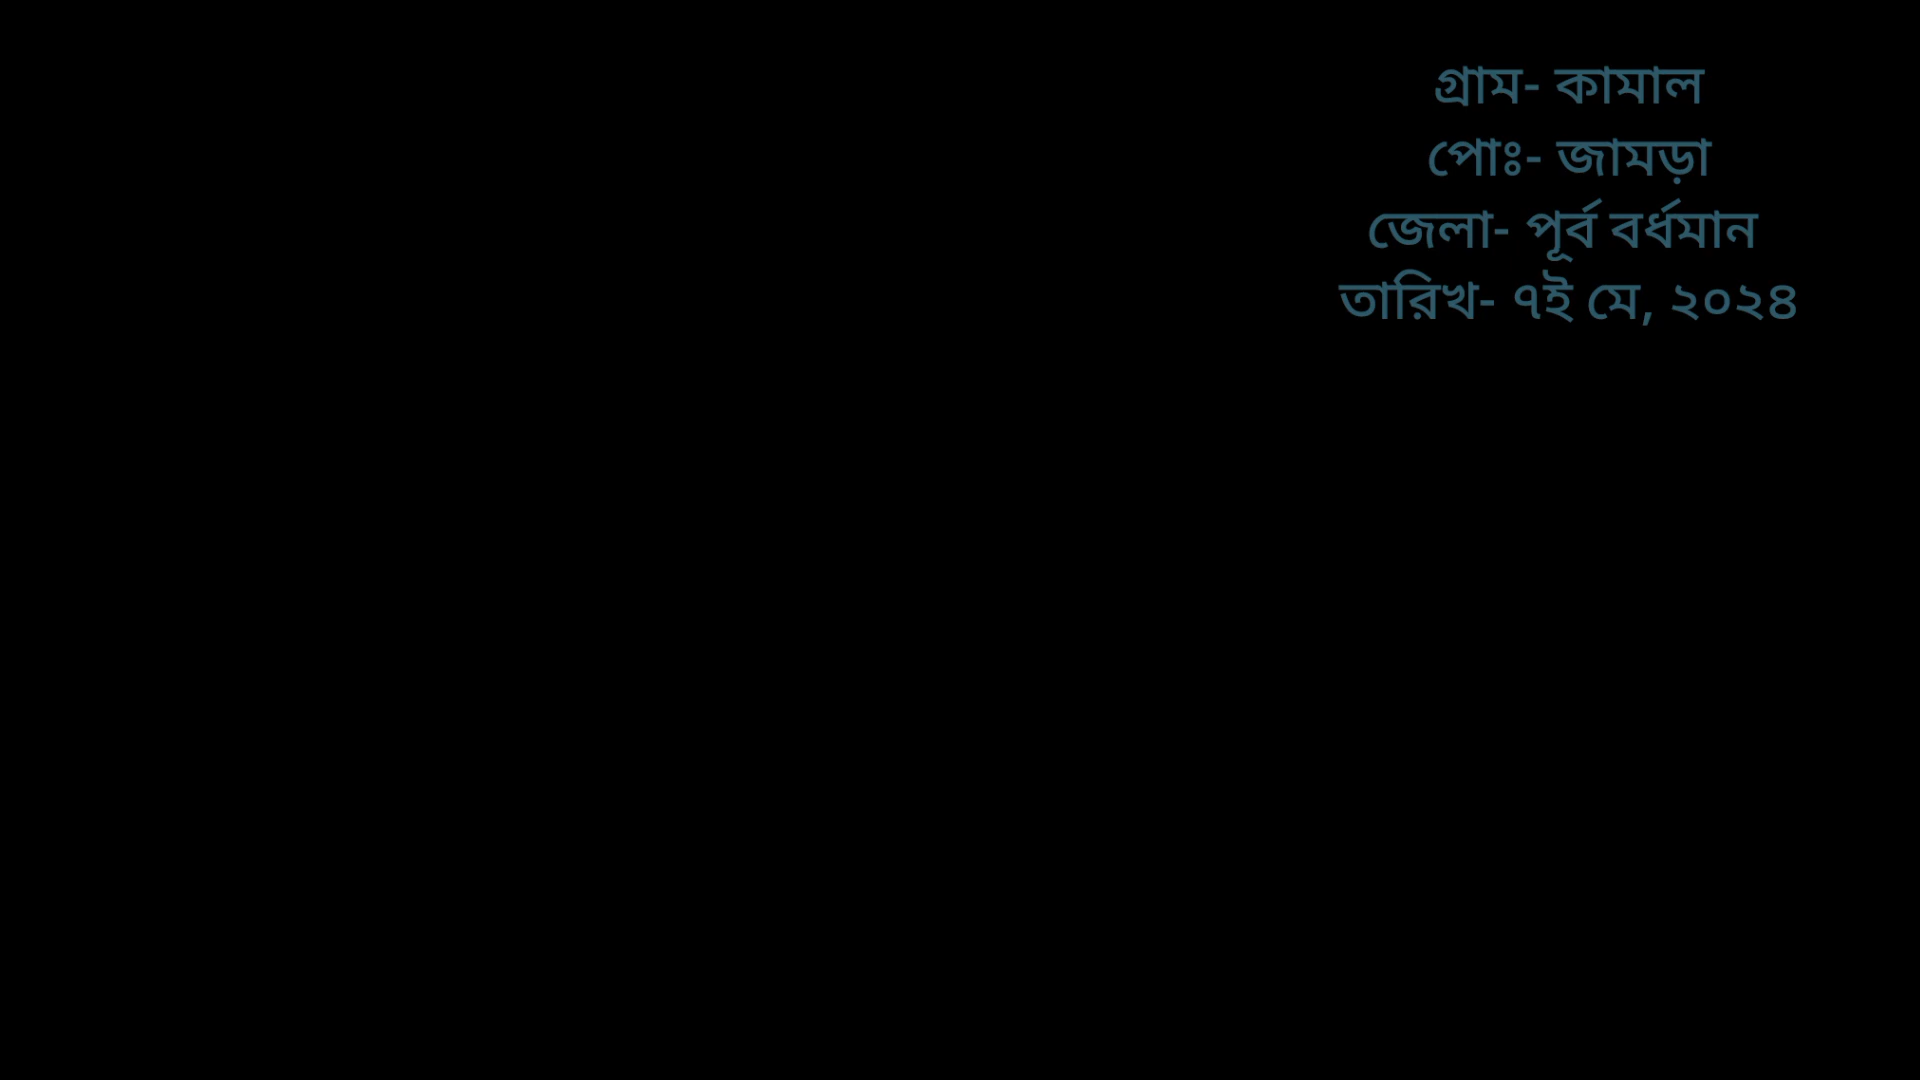 গ্রাম- কামাল
পোঃ- জামড়া
জেলা- পূর্ব বর্ধমান
তারিখ- ৭ই মে, ২০২৪